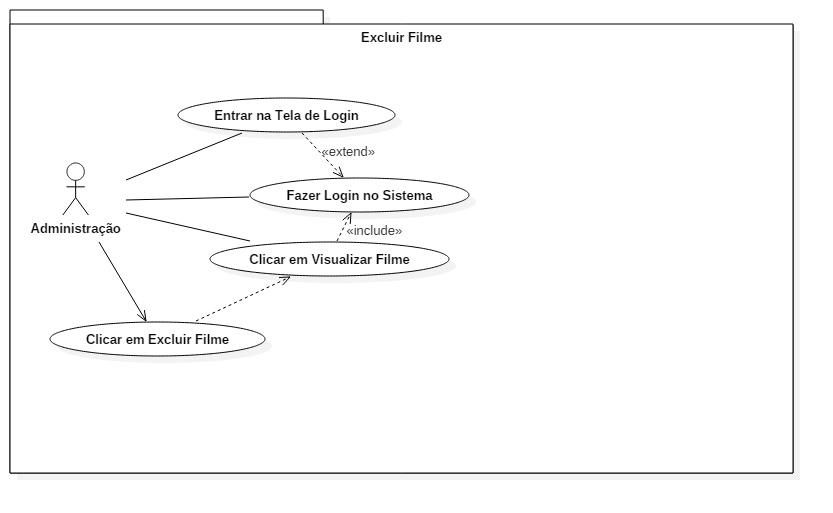 Excluir Filme
Entrar na Tela de Login
«extend»
Fazer Login no Sistema
Administração
«include»
Clicar em Visualizar Filme
Clicar em Excluir Filme